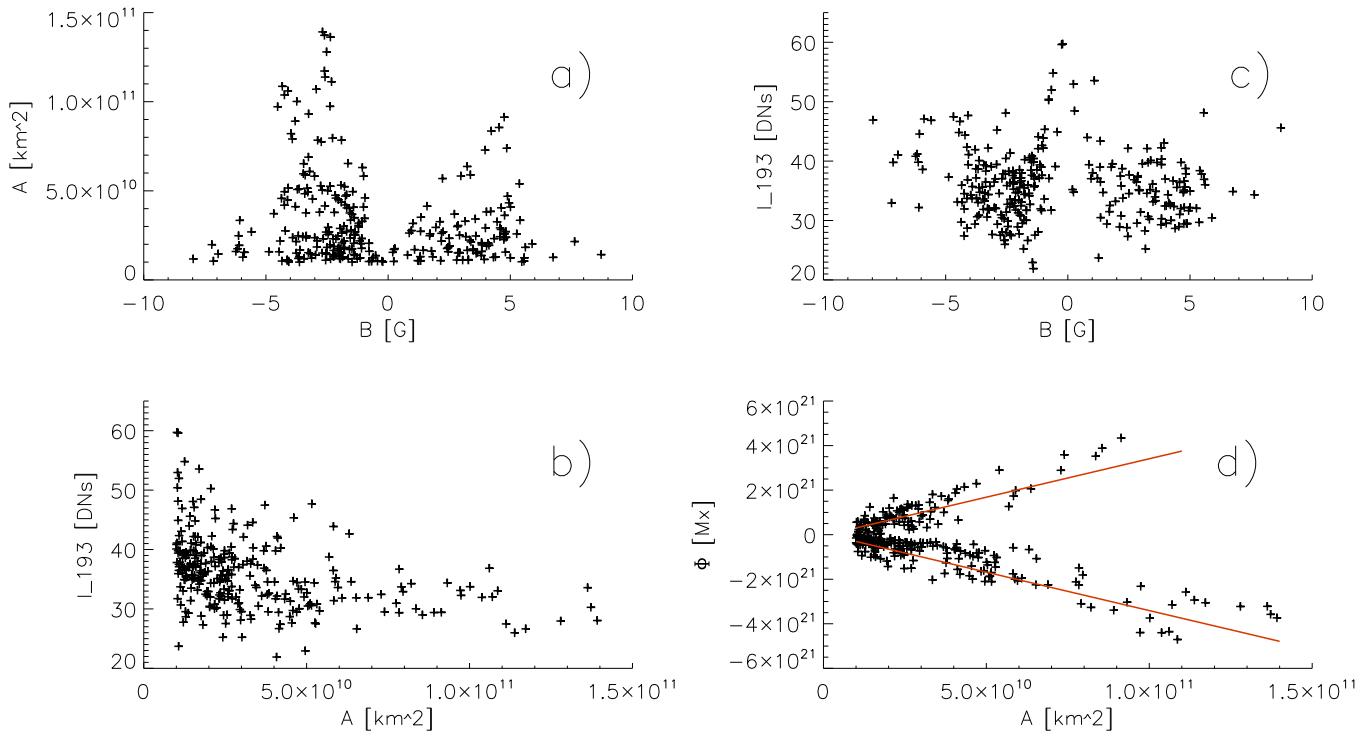 1.5×10^11
1.0×10^11
5.0×10^10
0
A [km^2]
−10 −5 0 5 10
B [G]
a)
60
50
40
30
20
I_193 [DNs]
−10 −5 0 5 10
B [G]
c)
60
50
40
30
20
I_193 [DNs]
0 5.0×10^10 1.0×10^11 1.5×10^11
A [km^2]
b)
6×10^21
4×10^21
2×10^21
0
−2×10^21
−4×10^21
−6×10^21
Φ [Mx]
0 5.0×10^10 1.0×10^11 1.5×10^11
A [km^2]
d)